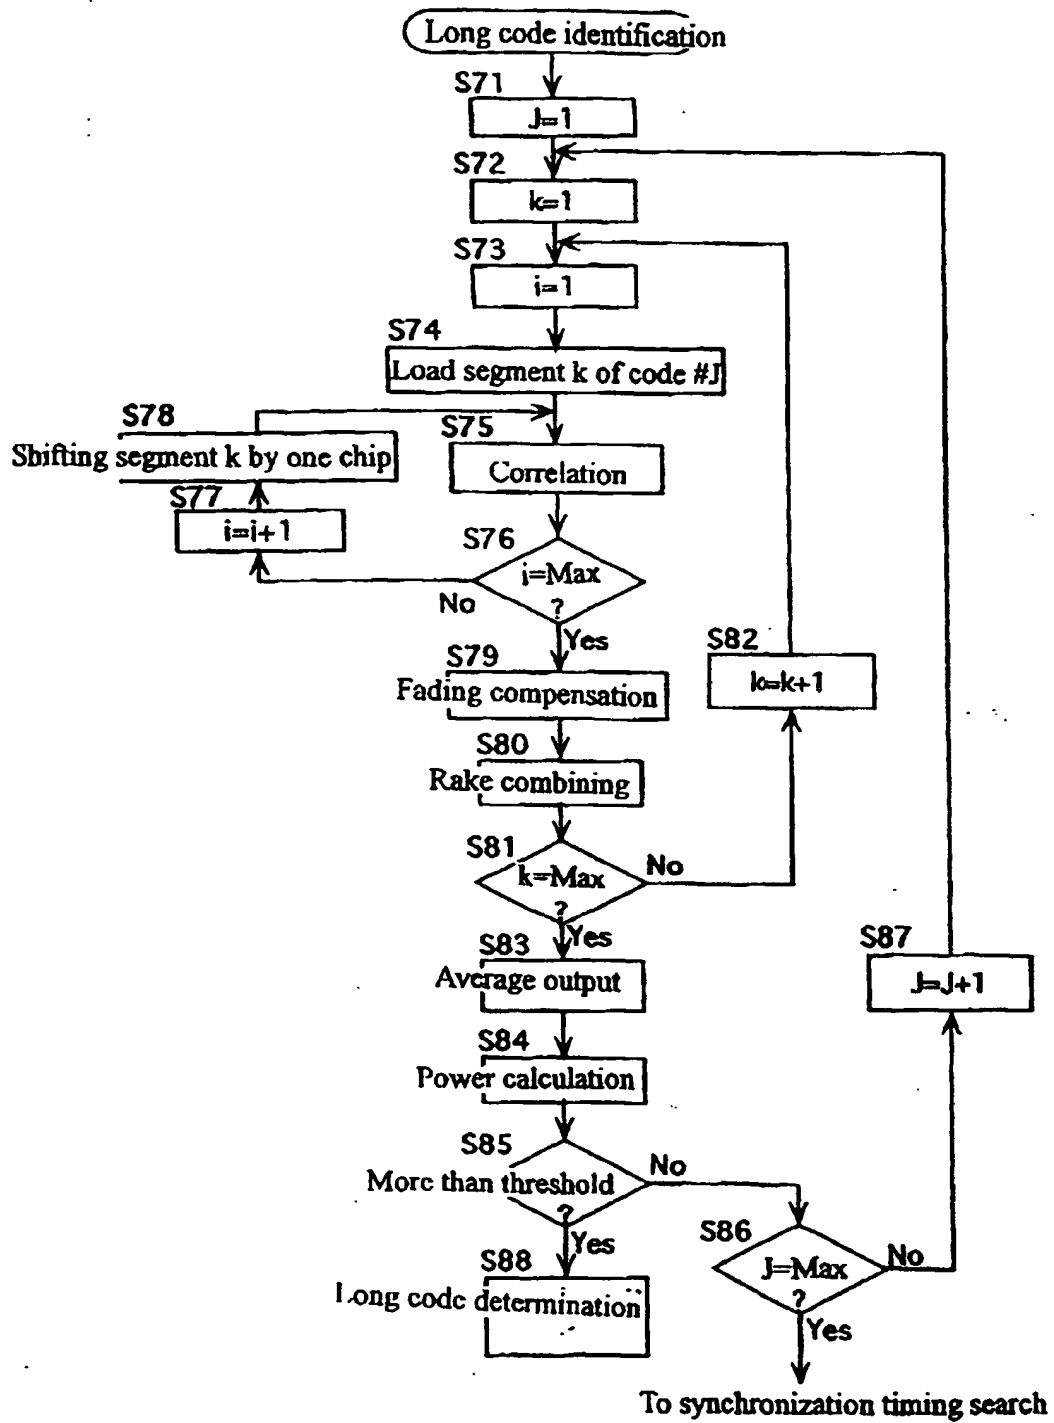 Long code identification
S71
J=1
S72
k=1
S73
i=1
S74
Load segment k of code #J
S78
Shifting segment k by one chip
S75
Correlation
S77
i=i+1
S76
i=Max
?
No
Yes
S79
Fading compensation
S82
k=k+1
S80
Rake combining
S81
k=Max
?
No
Yes
S83
Average output
S87
J=J+1
S84
Power calculation
S85
More than threshold
?
No
Yes
S86
J=Max
?
No
Yes
S88
Long code determination
To synchronization timing search